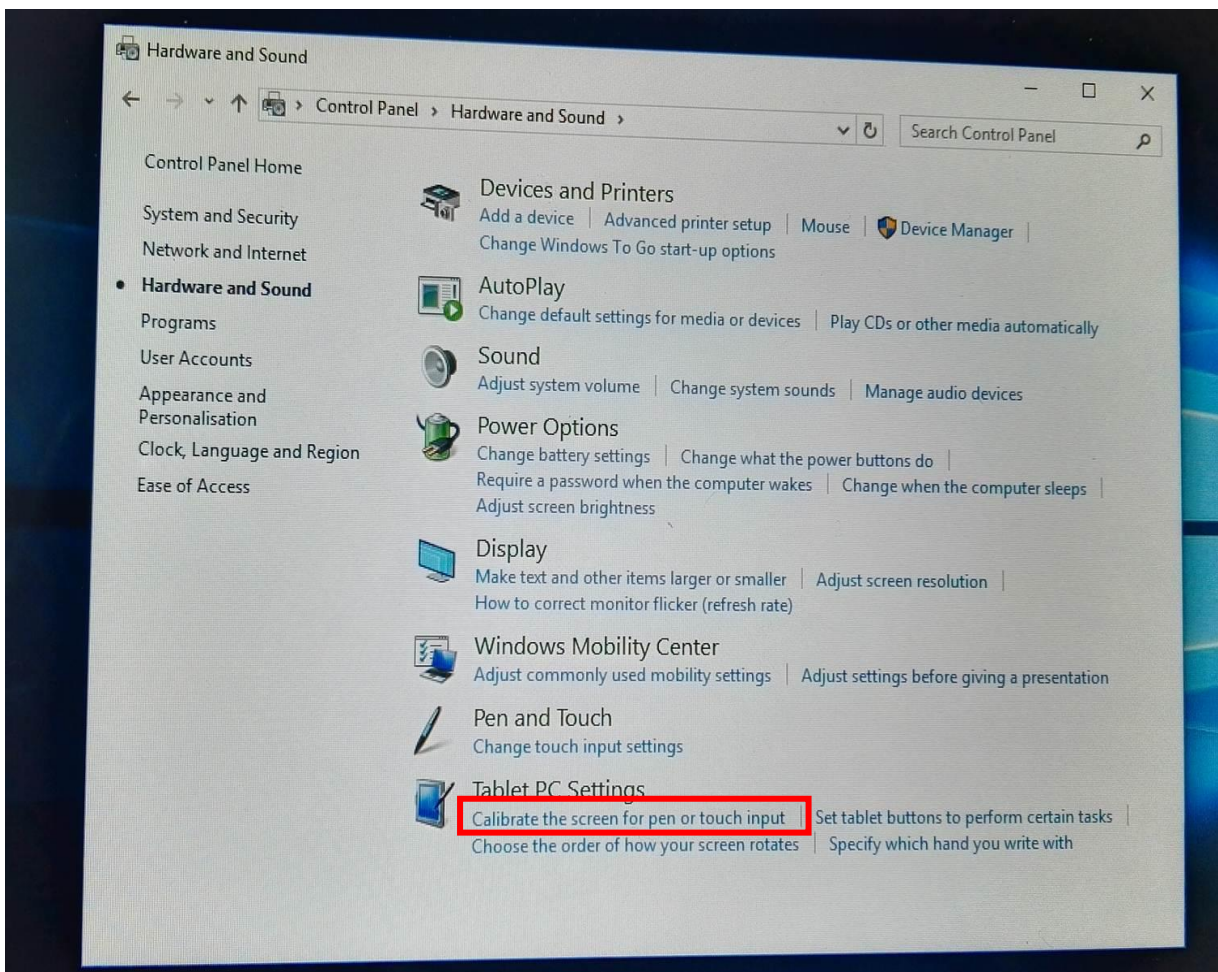 Hardware and Sound
Control Panel > Hardware and Sound >
Search Control Panel
Control Panel Home
System and Security
Network and Internet
Hardware and Sound
Programs
User Accounts
Appearance and
Personalisation
Clock, Language and Region
Ease of Access
Devices and Printers
Add a device | Advanced printer setup | Mouse | Device Manager |
Change Windows To Go start-up options
AutoPlay
Change default settings for media or devices | Play CDs or other media automatically
Sound
Adjust system volume | Change system sounds | Manage audio devices
Power Options
Change battery settings | Change what the power buttons do |
Require a password when the computer wakes | Change when the computer sleeps |
Adjust screen brightness
Display
Make text and other items larger or smaller | Adjust screen resolution |
How to correct monitor flicker (refresh rate)
Windows Mobility Center
Adjust commonly used mobility settings | Adjust settings before giving a presentation
Pen and Touch
Change touch input settings
Tablet PC Settings
Calibrate the screen for pen or touch input | Set tablet buttons to perform certain tasks |
Choose the order of how your screen rotates | Specify which hand you write with